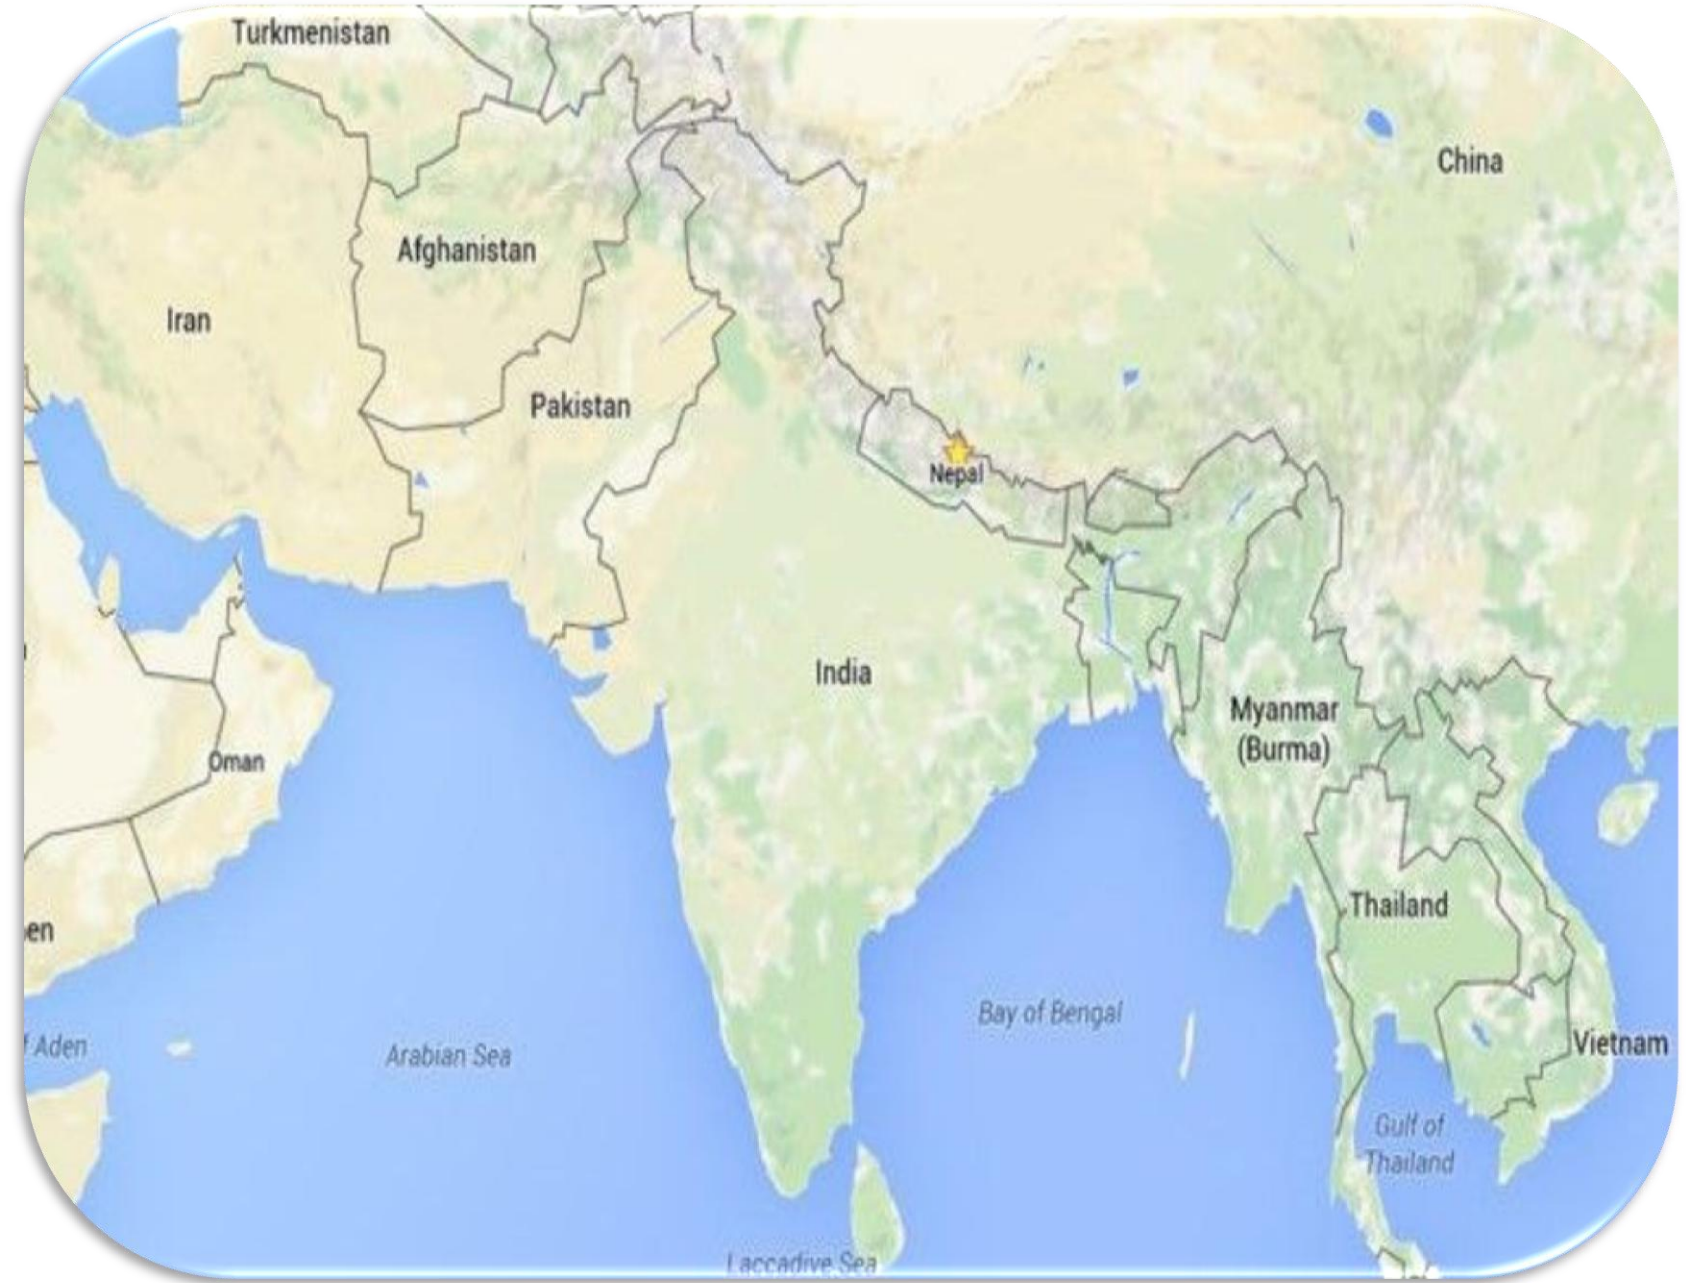 Turkmenistan
China
Afghanistan
Iran
Pakistan
Nepal
India
Myanmar
(Burma)
Oman
Thailand
en
Bay of Bengal
Vietnam
f Aden
Arabian Sea
Gulf of
Thailand
Laccadive Sea